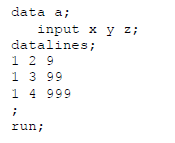 data a;
input x y z;
datalines;
1 2 9
1 3 99
1 4 999
;
run;